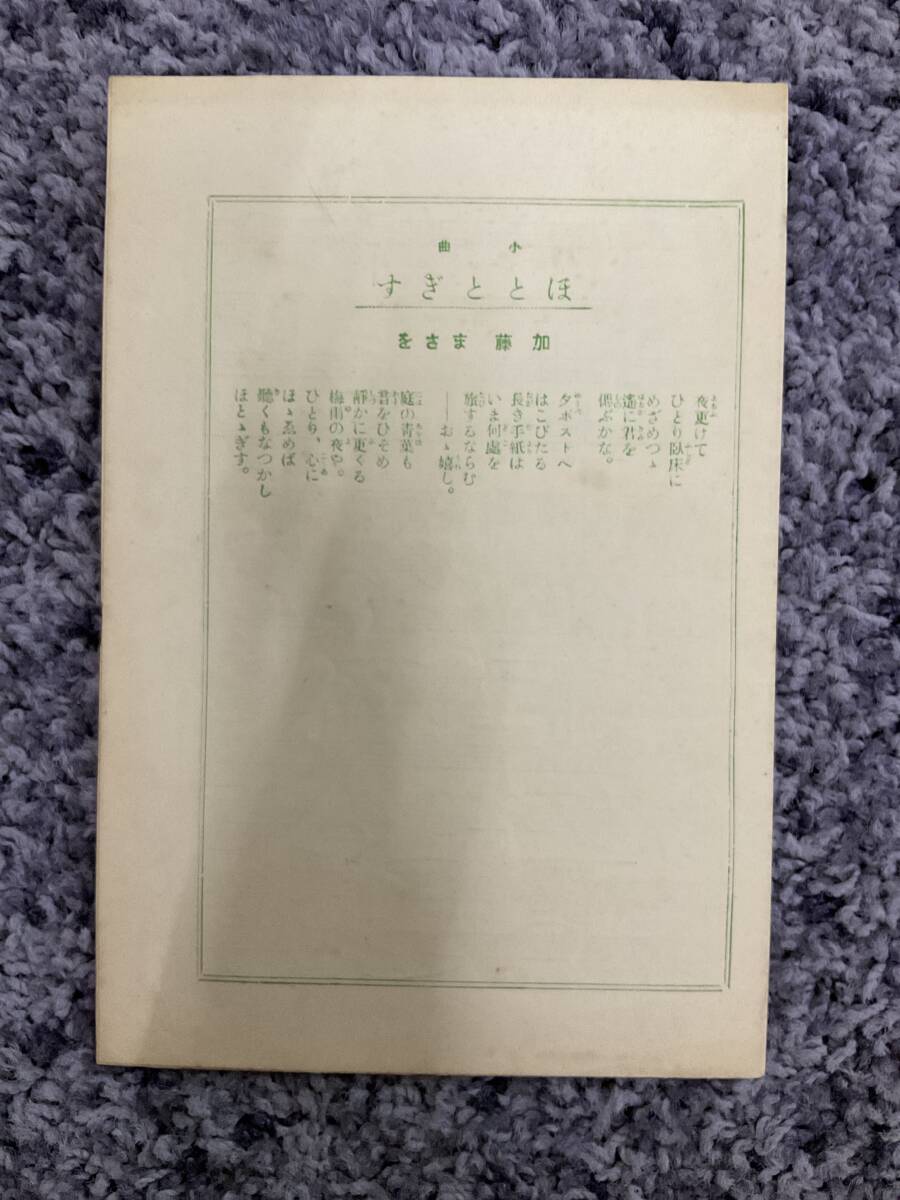 小曲
ほととぎす
加藤まさを
夜更けて
ひとり臥床に
めざめつゝ
遙に君を
偲ぶかな。
夕ポストへ
はこびたる
長き手紙は
いま何處を
旅するならむ
――おゝ嬉し。
庭の青葉も
音をひそめ
靜かに更くる
梅雨の夜や。
ひとり、心に
ほゝゑめば
聽くもなつかし
ほとゝぎす。